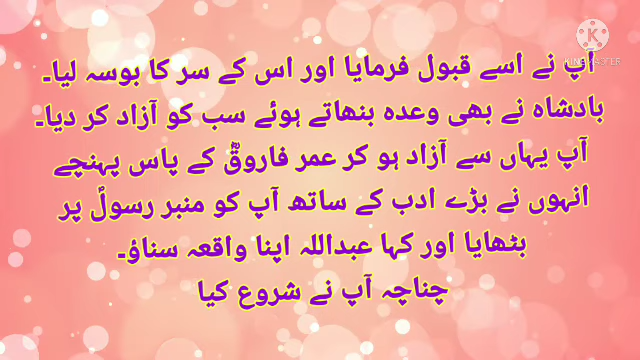 آپ نے اسے قبول فرمایا اور اس کے سر کا بوسہ لیا۔
بادشاہ نے بھی وعدہ بنھاتے ہوئے سب کو آزاد کر دیا۔
آپ یہاں سے آزاد ہو کر عمر فاروقؓ کے پاس پہنچے
انہوں نے بڑے ادب کے ساتھ آپ کو منبر رسولؐ پر
بٹھایا اور کہا عبداللہ اپنا واقعہ سناؤ۔
چناچہ آپ نے شروع کیا
K
KINEMASTER